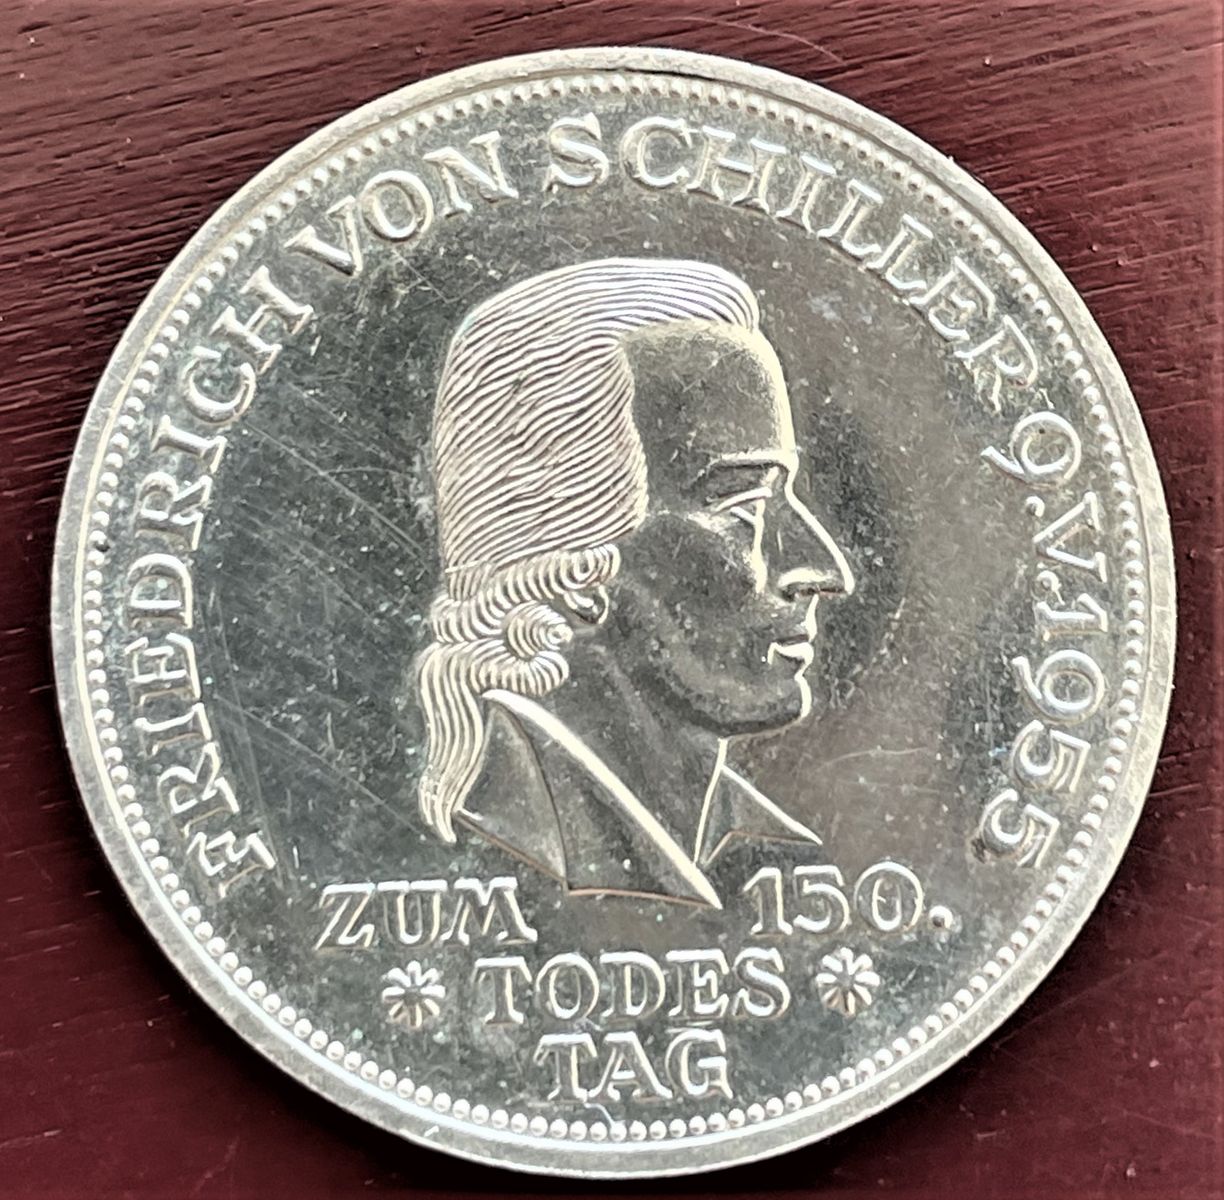 FRIEDRICH VON SCHILLER 9.V.1955
ZUM 150.
* TODES *
TAG